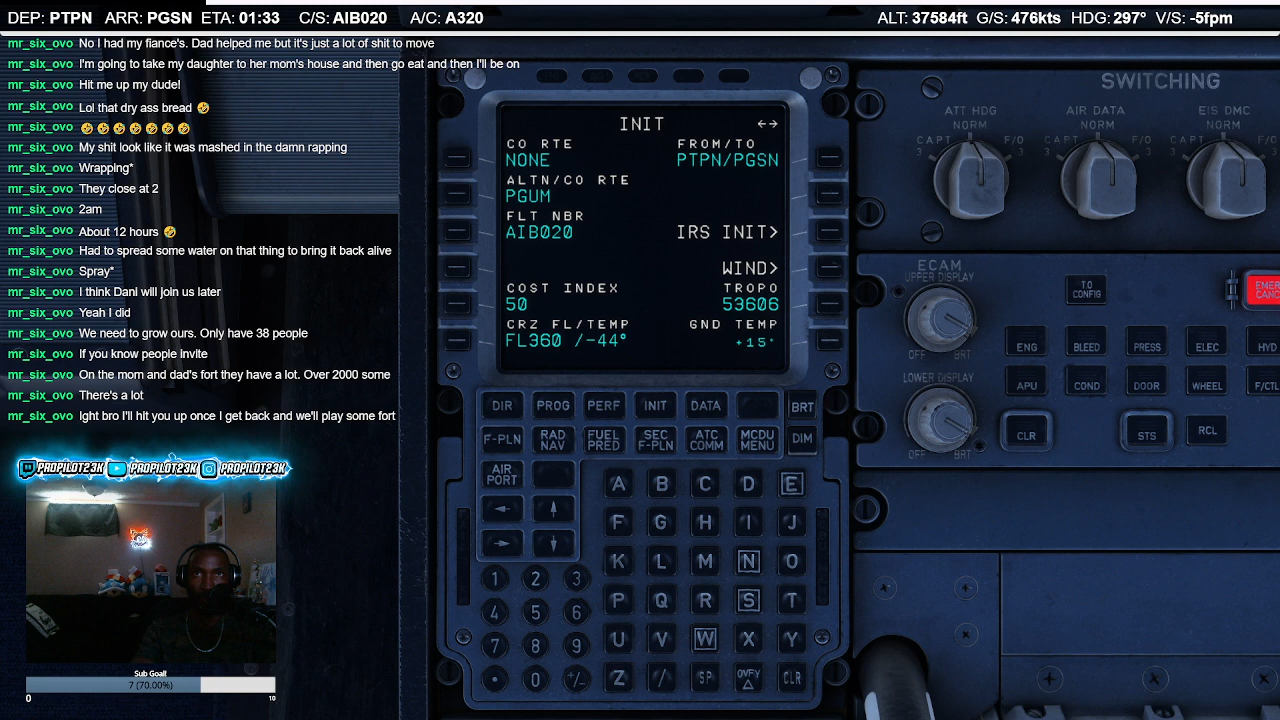 DEP: PTPN ARR: PGSN ETA: 01:33 C/S: AIB020 A/C: A320 ALT: 37584ft G/S: 476kts HDG: 297° V/S: -5fpm
mr_six_ovo No I had my fiance's. Dad helped me but it's just a lot of shit to move
mr_six_ovo I'm going to take my daughter to her mom's house and then go eat and then I'll be on
mr_six_ovo Hit me up my dude!
mr_six_ovo Lol that dry ass bread 🤣
mr_six_ovo 🤣🤣🤣🤣🤣🤣🤣
mr_six_ovo My shit look like it was mashed in the damn rapping
mr_six_ovo Wrapping*
mr_six_ovo They close at 2
mr_six_ovo 2am
mr_six_ovo About 12 hours 🤣
mr_six_ovo Had to spread some water on that thing to bring it back alive
mr_six_ovo Spray*
mr_six_ovo I think Dani will join us later
mr_six_ovo Yeah I did
mr_six_ovo We need to grow ours. Only have 38 people
mr_six_ovo If you know people invite
mr_six_ovo On the mom and dad's fort they have a lot. Over 2000 some
mr_six_ovo There's a lot
mr_six_ovo Ight bro I'll hit you up once I get back and we'll play some fort
PROPILOT23K PROPILOT23K PROPILOT23K
Sub Goal!
7 (70.00%)
0 10
INIT ←→
CO RTE FROM/TO
NONE PTPN/PGSN
ALTN/CO RTE
PGUM
FLT NBR
AIB020 IRS INIT>
WIND>
COST INDEX TROPO
50 53606
CRZ FL/TEMP GND TEMP
FL360 /-44° +15°
DIR PROG PERF INIT DATA BRT
F-PLN RAD NAV FUEL PRED SEC F-PLN ATC COMM MCDU MENU DIM
AIR PORT
← ↑
→ ↓
A B C D E
F G H I J
K L M N O
P Q R S T
U V W X Y
Z / SP OVFY △ CLR
1 2 3
4 5 6
7 8 9
. 0 +/-
SWITCHING
ATT HDG AIR DATA EIS DMC
NORM NORM NORM
CAPT 3 F/O 3 CAPT 3 F/O 3 CAPT 3 F/O 3
ECAM
UPPER DISPLAY
OFF BRT
LOWER DISPLAY
OFF BRT
TO CONFIG
EMER CANC
ENG BLEED PRESS ELEC HYD
APU COND DOOR WHEEL F/CTL
CLR STS RCL